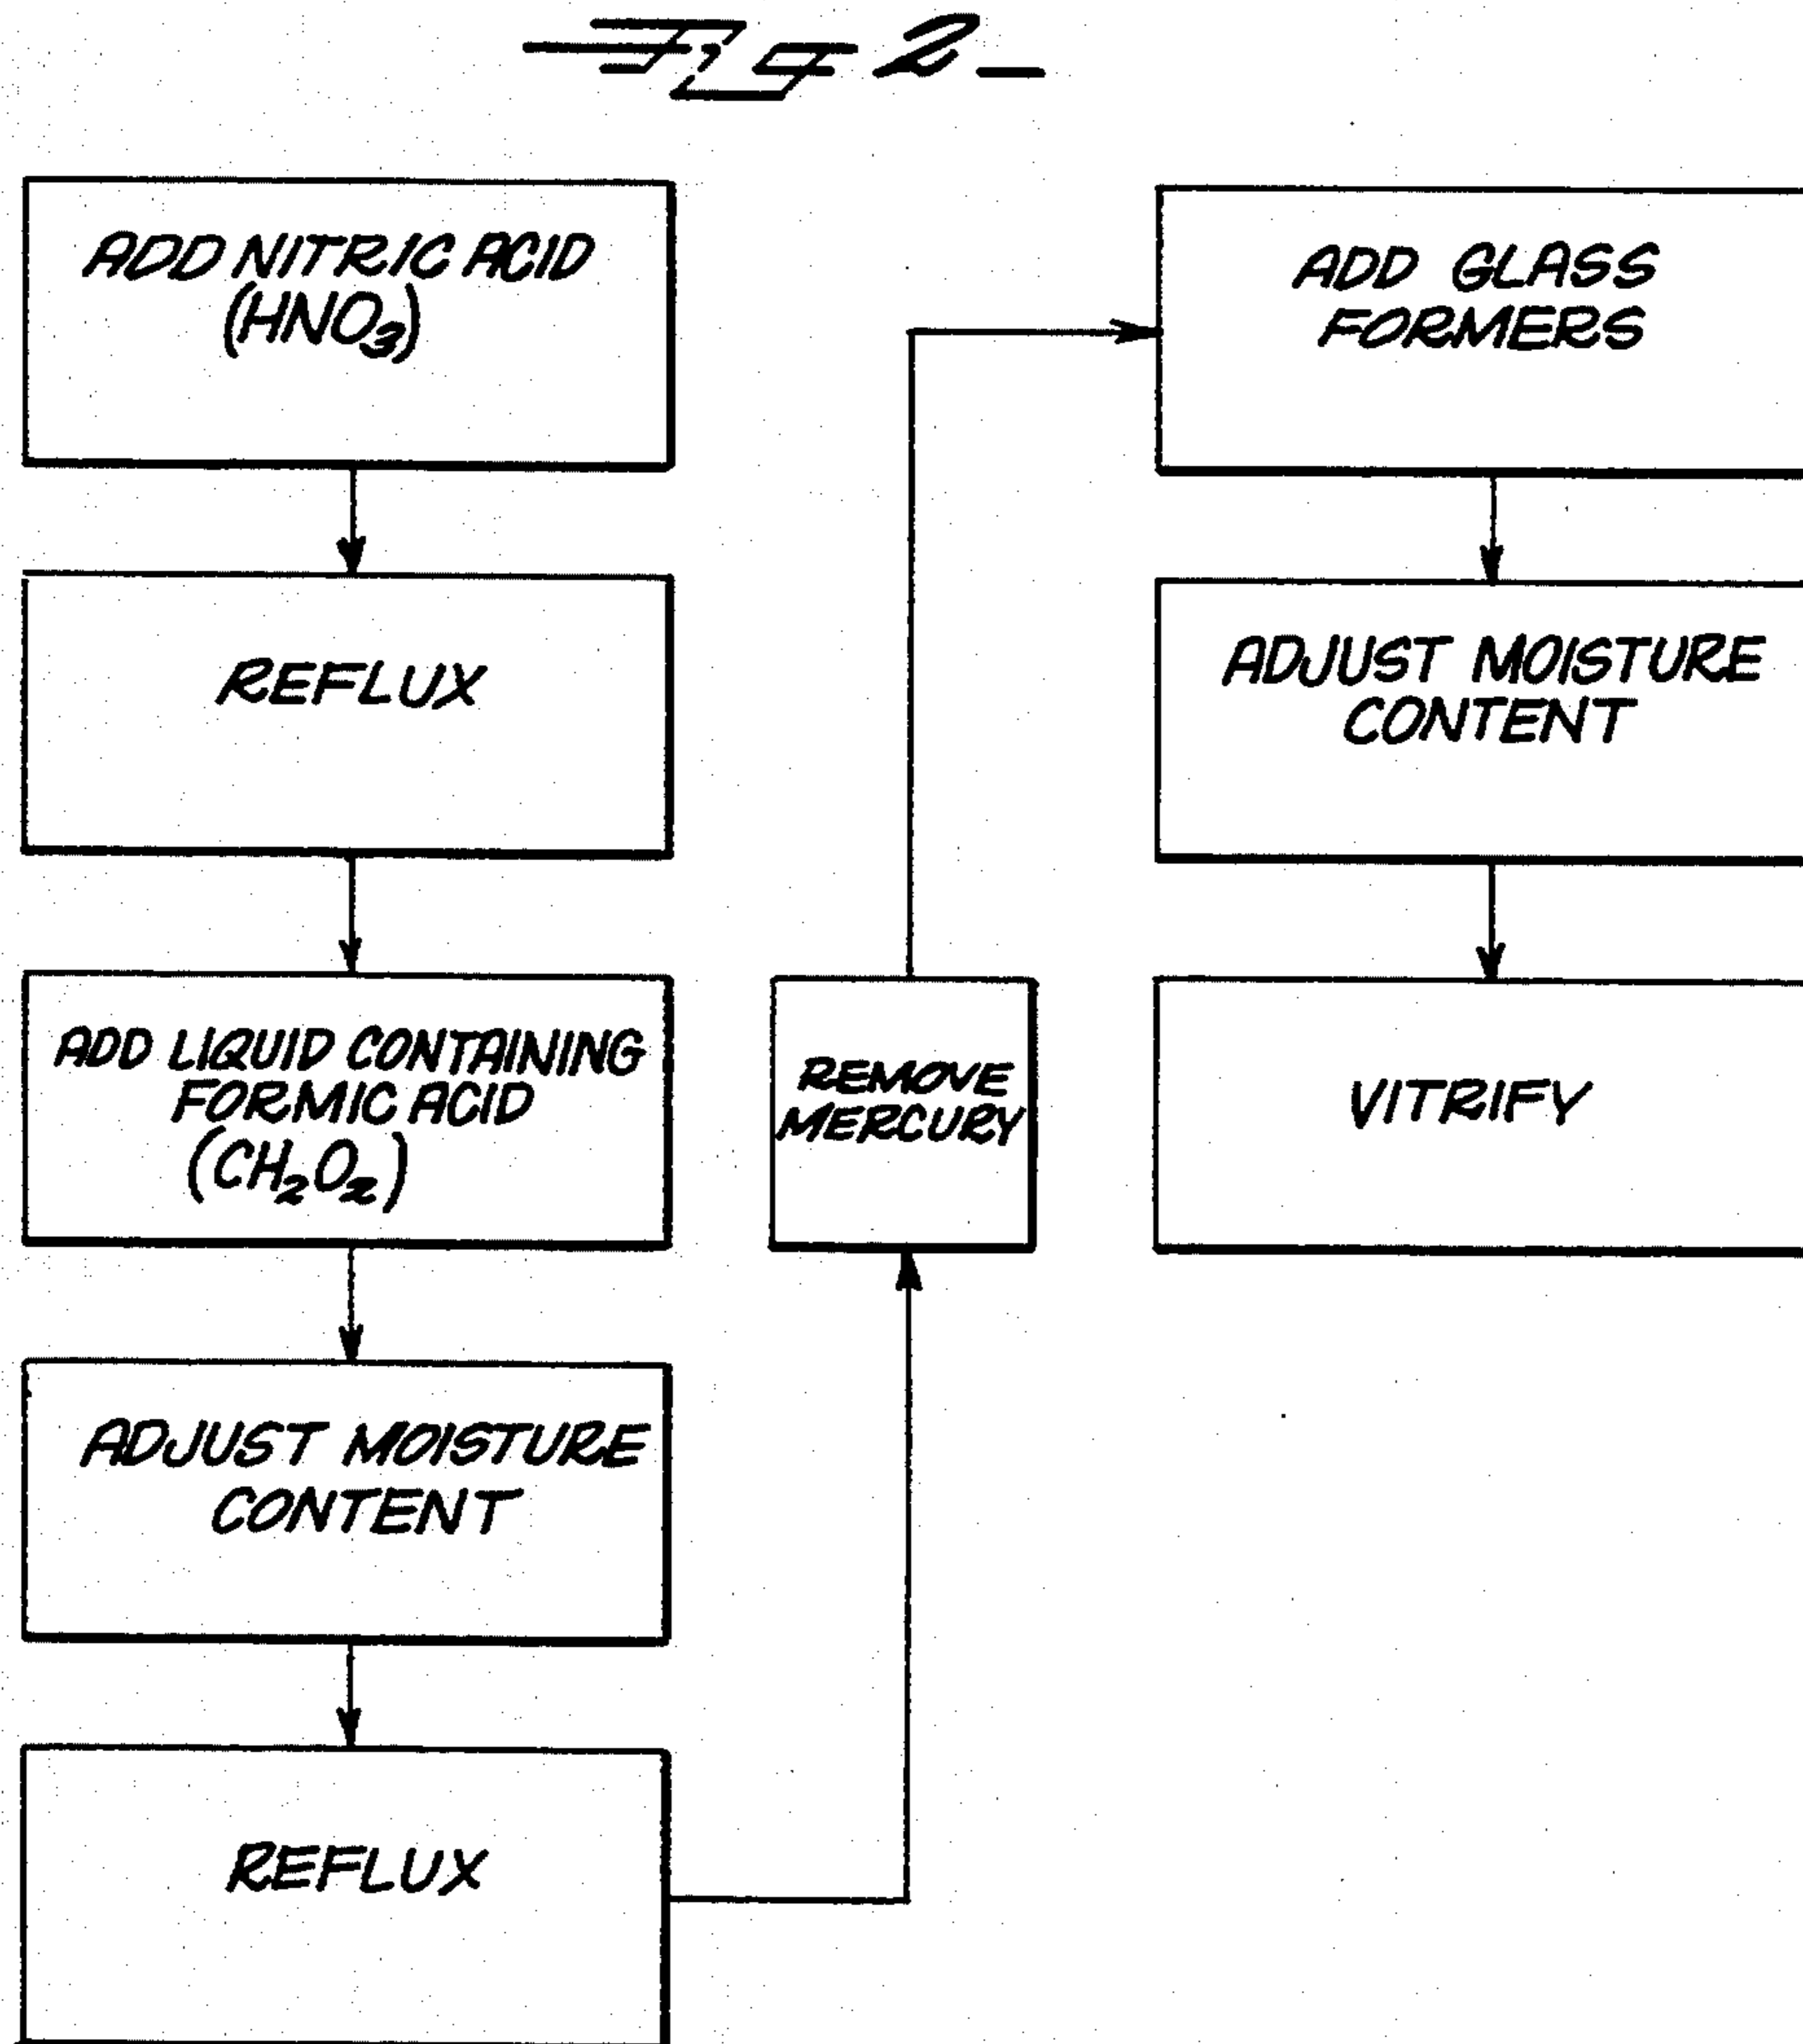 Fig 2
ADD NITRIC ACID
(HNO₃)
REFLUX
ADD LIQUID CONTAINING
FORMIC ACID
(CH₂O₂)
ADJUST MOISTURE
CONTENT
REFLUX
REMOVE
MERCURY
ADD GLASS
FORMERS
ADJUST MOISTURE
CONTENT
VITRIFY